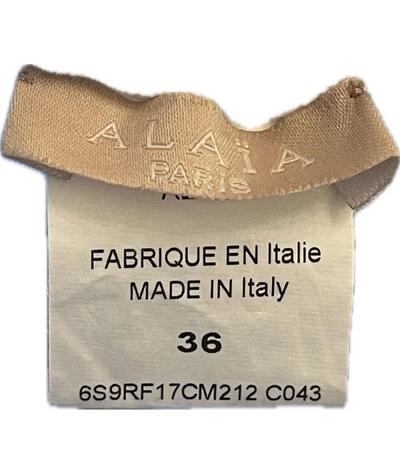 ALAÏA
PARIS
FABRIQUE EN Italie
MADE IN Italy
36
6S9RF17CM212 C043